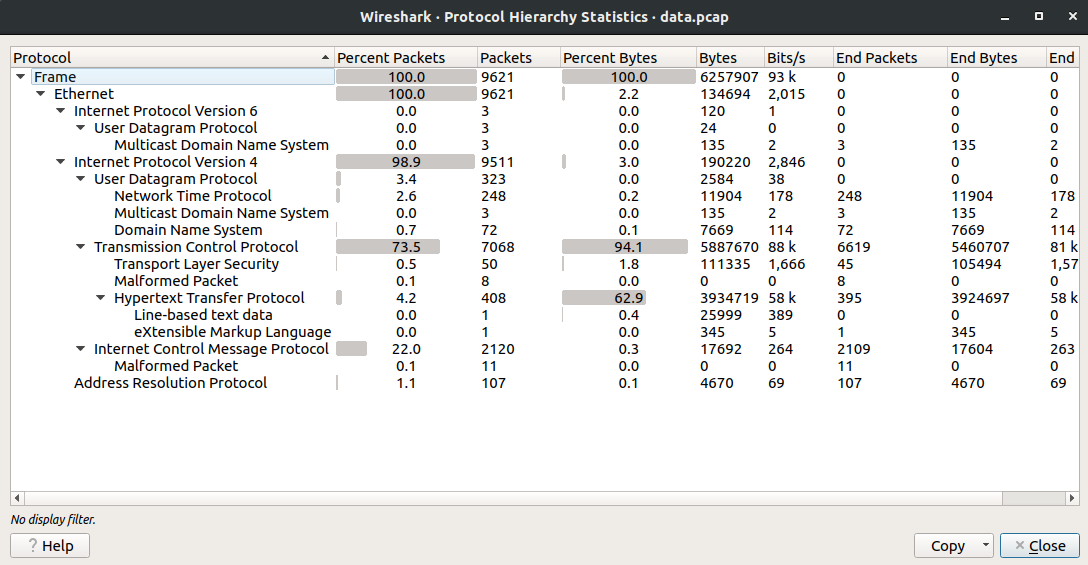 Wireshark · Protocol Hierarchy Statistics · data.pcap
Protocol Percent Packets Packets Percent Bytes Bytes Bits/s End Packets End Bytes End
Frame 100.0 9621 100.0 6257907 93 k 0 0 0
Ethernet 100.0 9621 2.2 134694 2,015 0 0 0
Internet Protocol Version 6 0.0 3 0.0 120 1 0 0 0
User Datagram Protocol 0.0 3 0.0 24 0 0 0 0
Multicast Domain Name System 0.0 3 0.0 135 2 3 135 2
Internet Protocol Version 4 98.9 9511 3.0 190220 2,846 0 0 0
User Datagram Protocol 3.4 323 0.0 2584 38 0 0 0
Network Time Protocol 2.6 248 0.2 11904 178 248 11904 178
Multicast Domain Name System 0.0 3 0.0 135 2 3 135 2
Domain Name System 0.7 72 0.1 7669 114 72 7669 114
Transmission Control Protocol 73.5 7068 94.1 5887670 88 k 6619 5460707 81 k
Transport Layer Security 0.5 50 1.8 111335 1,666 45 105494 1,57
Malformed Packet 0.1 8 0.0 0 0 8 0 0
Hypertext Transfer Protocol 4.2 408 62.9 3934719 58 k 395 3924697 58 k
Line-based text data 0.0 1 0.4 25999 389 0 0 0
eXtensible Markup Language 0.0 1 0.0 345 5 1 345 5
Internet Control Message Protocol 22.0 2120 0.3 17692 264 2109 17604 263
Malformed Packet 0.1 11 0.0 0 0 11 0 0
Address Resolution Protocol 1.1 107 0.1 4670 69 107 4670 69
No display filter.
? Help Copy Close